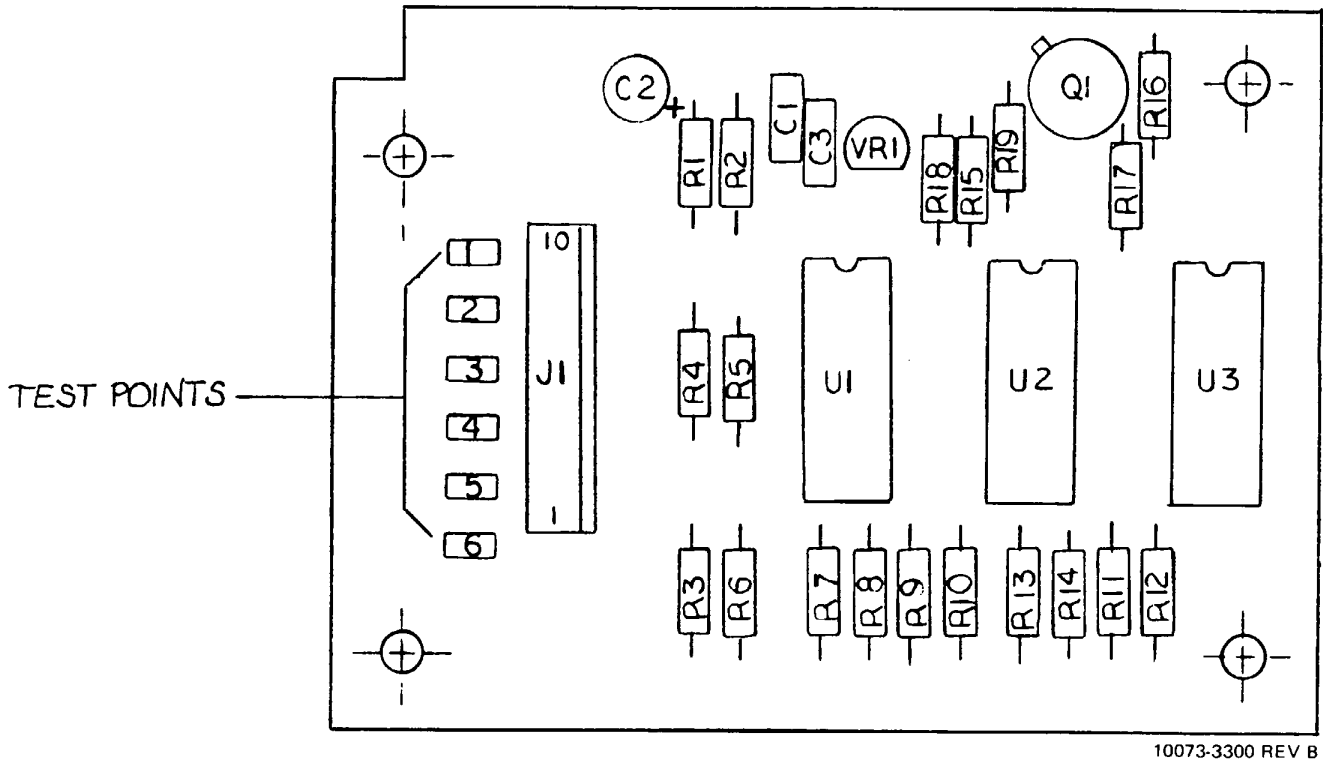 C2
+
R1
R2
C1
C3
VR1
R18
R15
R19
Q1
R17
R16
TEST POINTS
1
2
3
4
5
6
10
J1
1
R4
R5
U1
U2
U3
R3
R6
R7
R8
R9
R10
R13
R14
R11
R12
10073-3300 REV B